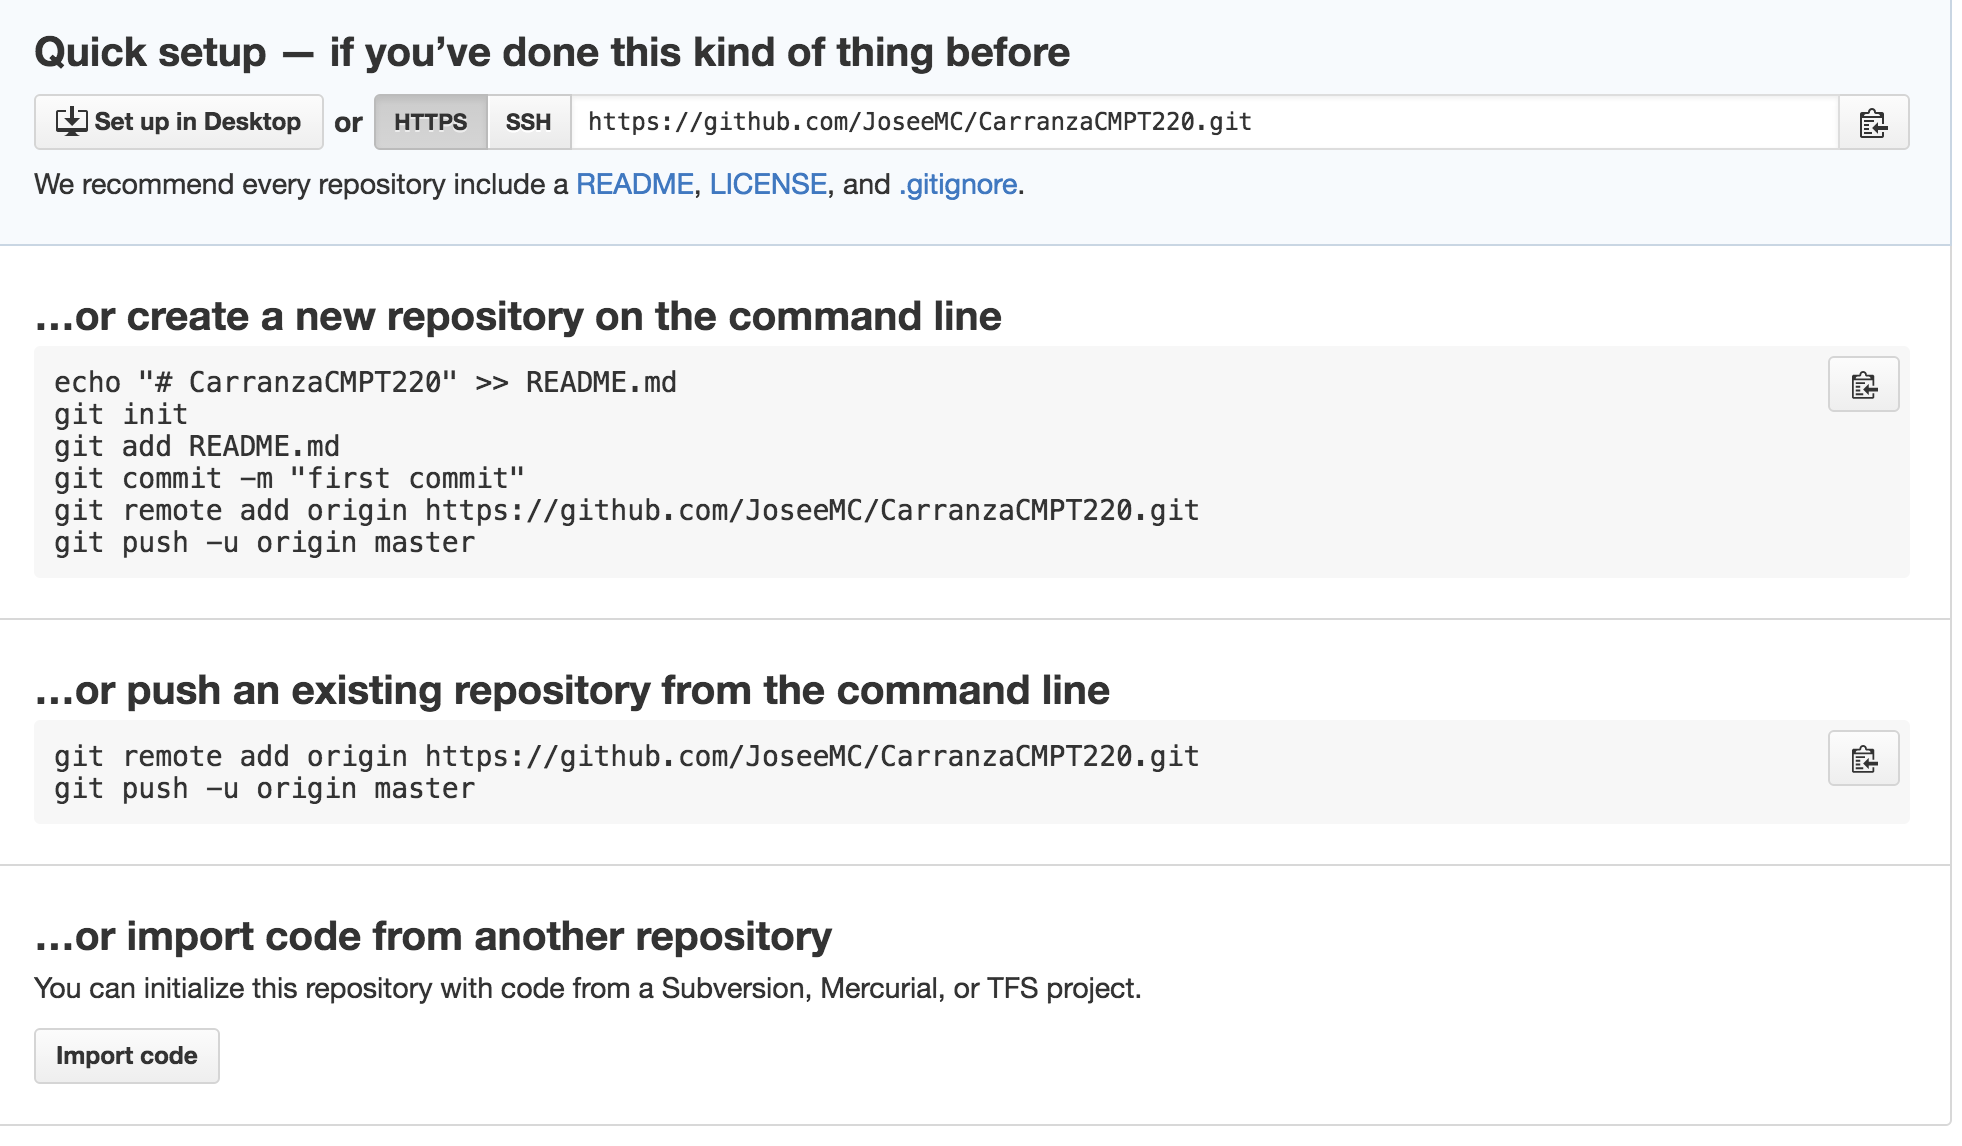 Quick setup — if you’ve done this kind of thing before
Set up in Desktop or HTTPS SSH https://github.com/JoseeMC/CarranzaCMPT220.git
We recommend every repository include a README, LICENSE, and .gitignore.
…or create a new repository on the command line
echo "# CarranzaCMPT220" >> README.md
git init
git add README.md
git commit -m "first commit"
git remote add origin https://github.com/JoseeMC/CarranzaCMPT220.git
git push -u origin master
…or push an existing repository from the command line
git remote add origin https://github.com/JoseeMC/CarranzaCMPT220.git
git push -u origin master
…or import code from another repository
You can initialize this repository with code from a Subversion, Mercurial, or TFS project.
Import code